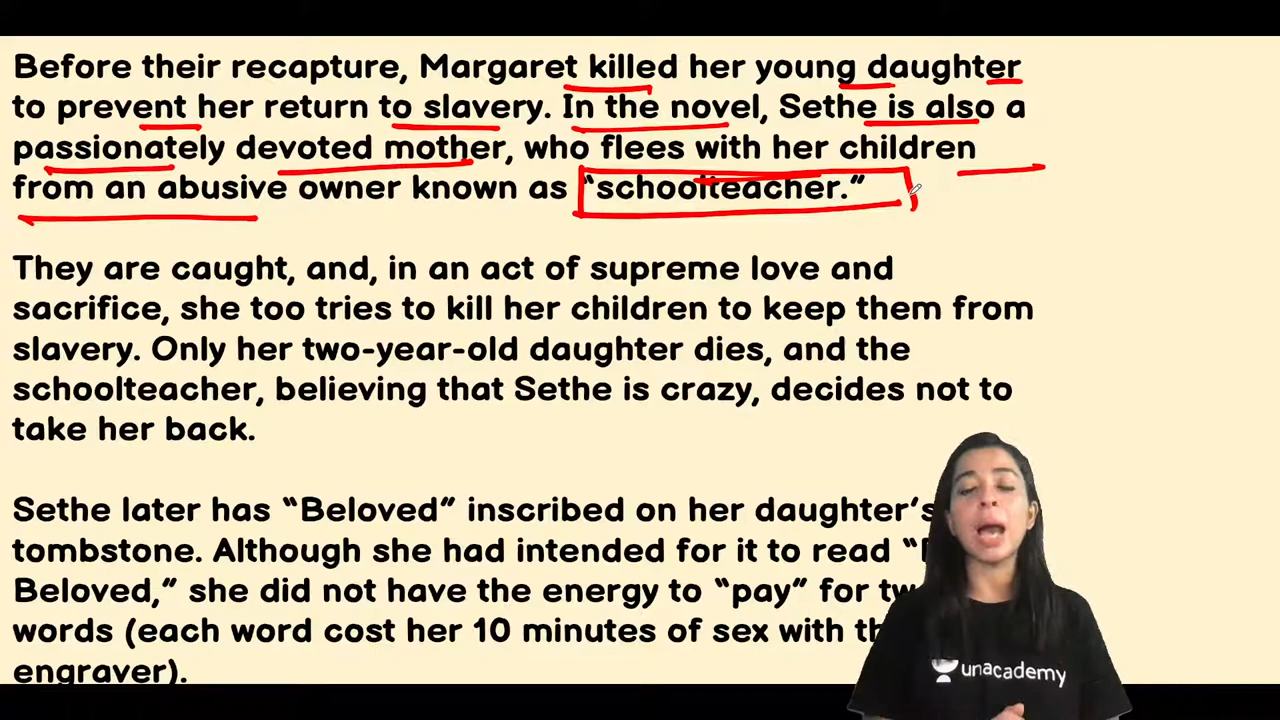 Before their recapture, Margaret killed her young daughter
to prevent her return to slavery. In the novel, Sethe is also a
passionately devoted mother, who flees with her children
from an abusive owner known as “schoolteacher.”
They are caught, and, in an act of supreme love and
sacrifice, she too tries to kill her children to keep them from
slavery. Only her two-year-old daughter dies, and the
schoolteacher, believing that Sethe is crazy, decides not to
take her back.
Sethe later has “Beloved” inscribed on her daughter’s
tombstone. Although she had intended for it to read
Beloved,” she did not have the energy to “pay” for
words (each word cost her 10 minutes of sex with
engraver).
unacademy